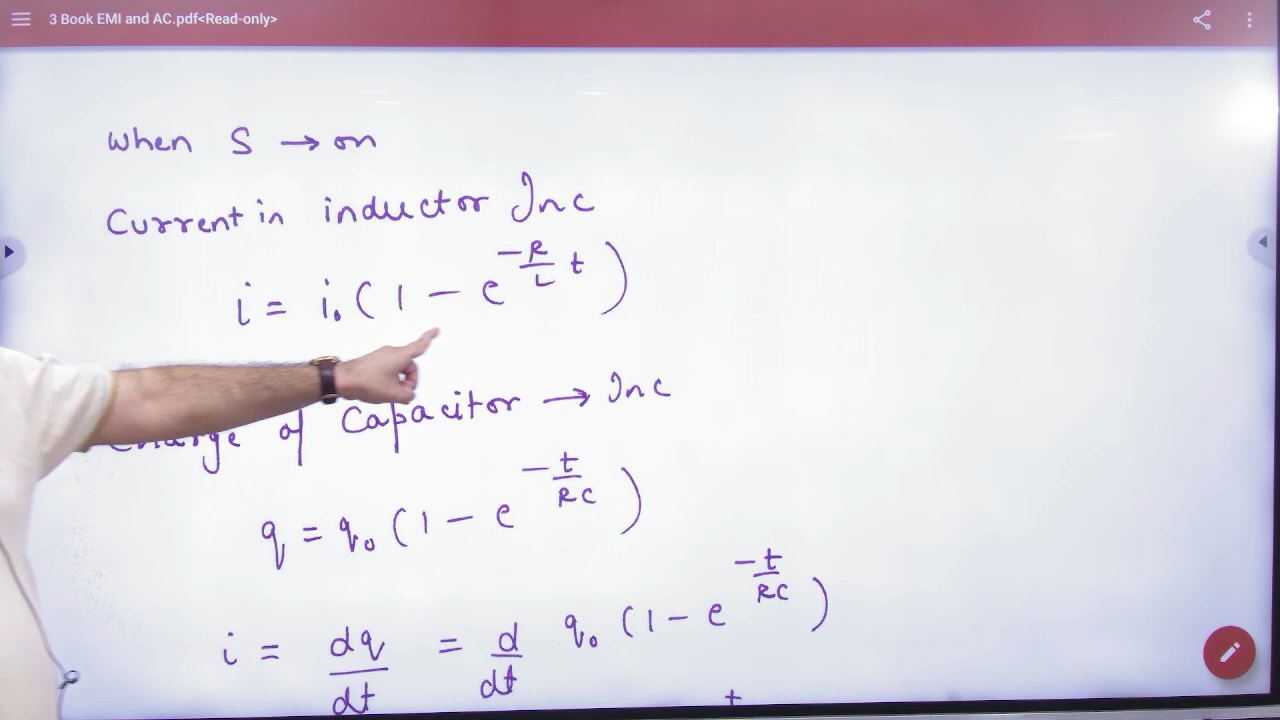 3 Book EMI and AC.pdf<Read-only>
When S → on
Current in inductor Inc
i = i₀ ( 1 − e^{−R/L t} )
of Capacitor → Inc
q = q₀ ( 1 − e^{−t/RC} )
i = dq/dt = d/dt q₀ ( 1 − e^{−t/RC} )
t